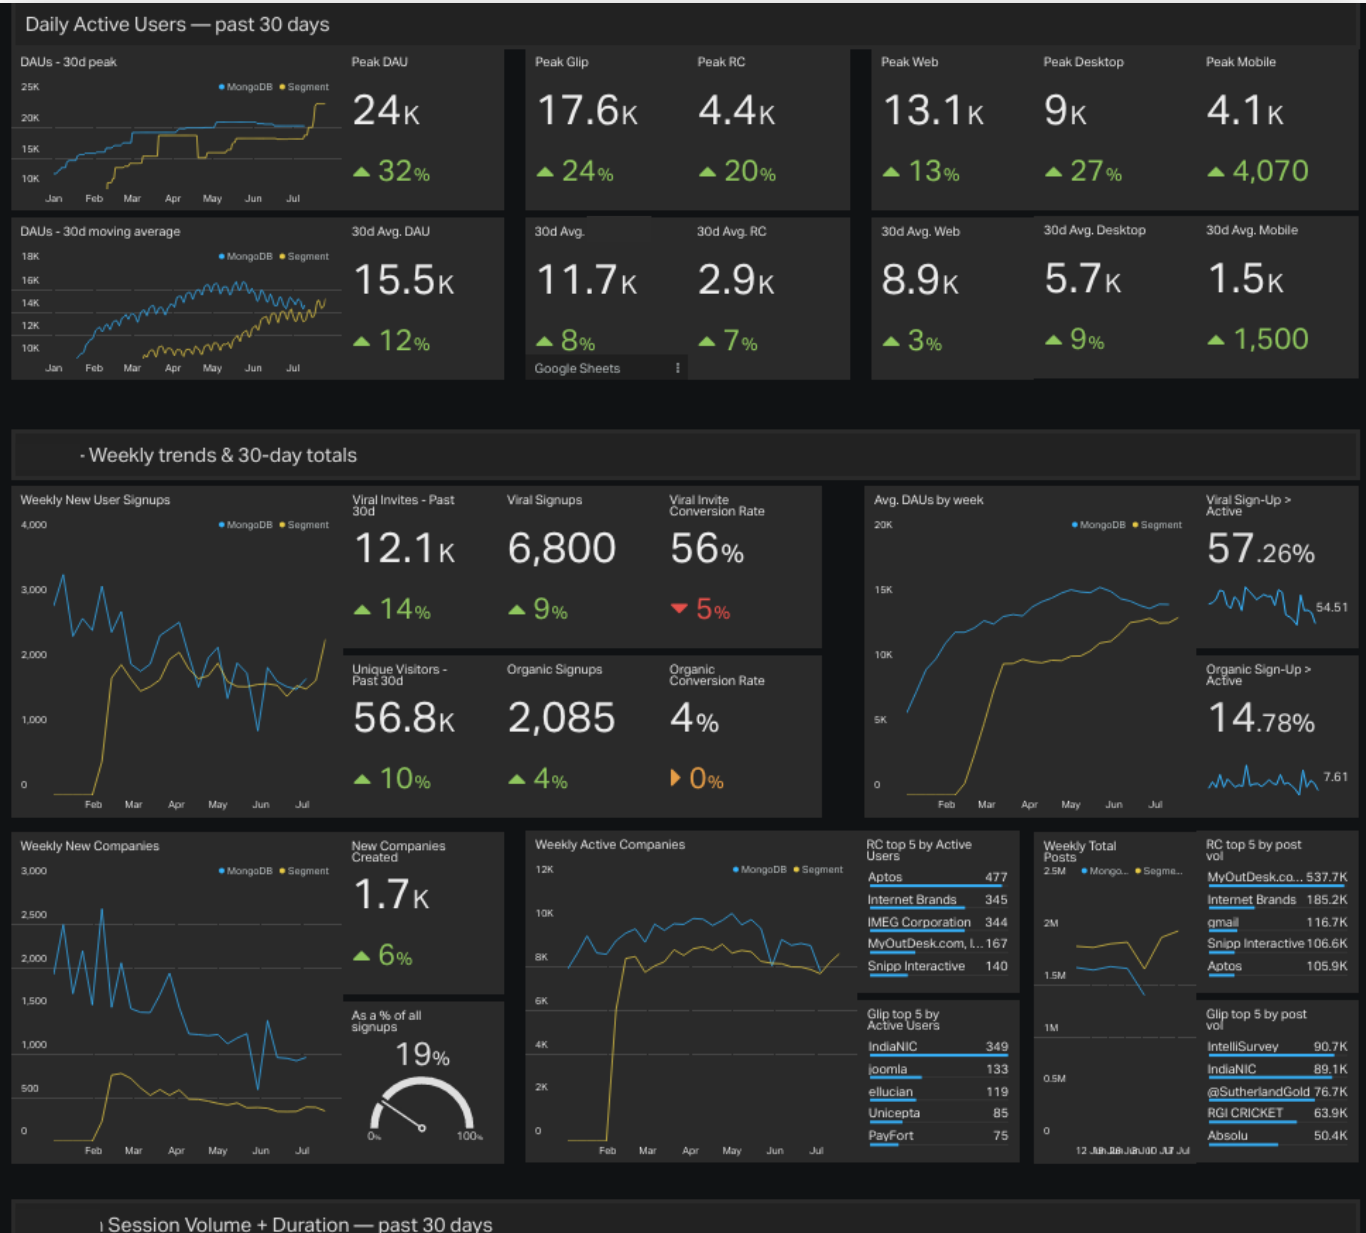 Daily Active Users — past 30 days
DAUs - 30d peak
MongoDB Segment
25K
20K
15K
10K
Jan Feb Mar Apr May Jun Jul
Peak DAU
24K
32%
Peak Glip
17.6K
24%
Peak RC
4.4K
20%
Peak Web
13.1K
13%
Peak Desktop
9K
27%
Peak Mobile
4.1K
4,070
DAUs - 30d moving average
MongoDB Segment
18K
16K
14K
12K
10K
Jan Feb Mar Apr May Jun Jul
30d Avg. DAU
15.5K
12%
30d Avg.
11.7K
8%
Google Sheets
30d Avg. RC
2.9K
7%
30d Avg. Web
8.9K
3%
30d Avg. Desktop
5.7K
9%
30d Avg. Mobile
1.5K
1,500
- Weekly trends & 30-day totals
Weekly New User Signups
MongoDB Segment
4,000
3,000
2,000
1,000
0
Feb Mar Apr May Jun Jul
Viral Invites - Past
30d
12.1K
14%
Viral Signups
6,800
9%
Viral Invite
Conversion Rate
56%
5%
Unique Visitors -
Past 30d
56.8K
10%
Organic Signups
2,085
4%
Organic
Conversion Rate
4%
0%
Avg. DAUs by week
MongoDB Segment
20K
15K
10K
5K
0
Feb Mar Apr May Jun Jul
Viral Sign-Up >
Active
57.26%
54.51
Organic Sign-Up >
Active
14.78%
7.61
Weekly New Companies
MongoDB Segment
3,000
2,500
2,000
1,500
1,000
500
0
Feb Mar Apr May Jun Jul
New Companies
Created
1.7K
6%
As a % of all
signups
19%
0% 100%
Weekly Active Companies
MongoDB Segment
12K
10K
8K
6K
4K
2K
0
Feb Mar Apr May Jun Jul
RC top 5 by Active
Users
Aptos 477
Internet Brands 345
IMEG Corporation 344
MyOutDesk.com, I... 167
Snipp Interactive 140
Glip top 5 by
Active Users
IndiaNIC 349
joomla 133
ellucian 119
Unicepta 85
PayFort 75
Weekly Total
Posts
Mongo... Segme...
2.5M
2M
1.5M
1M
0.5M
0
12 Jul
RC top 5 by post
vol
MyOutDesk.co... 537.7K
Internet Brands 185.2K
gmail 116.7K
Snipp Interactive 106.6K
Aptos 105.9K
Glip top 5 by post
vol
IntelliSurvey 90.7K
IndiaNIC 89.1K
@SutherlandGold 76.7K
RGI CRICKET 63.9K
Absolu 50.4K
Session Volume + Duration — past 30 days